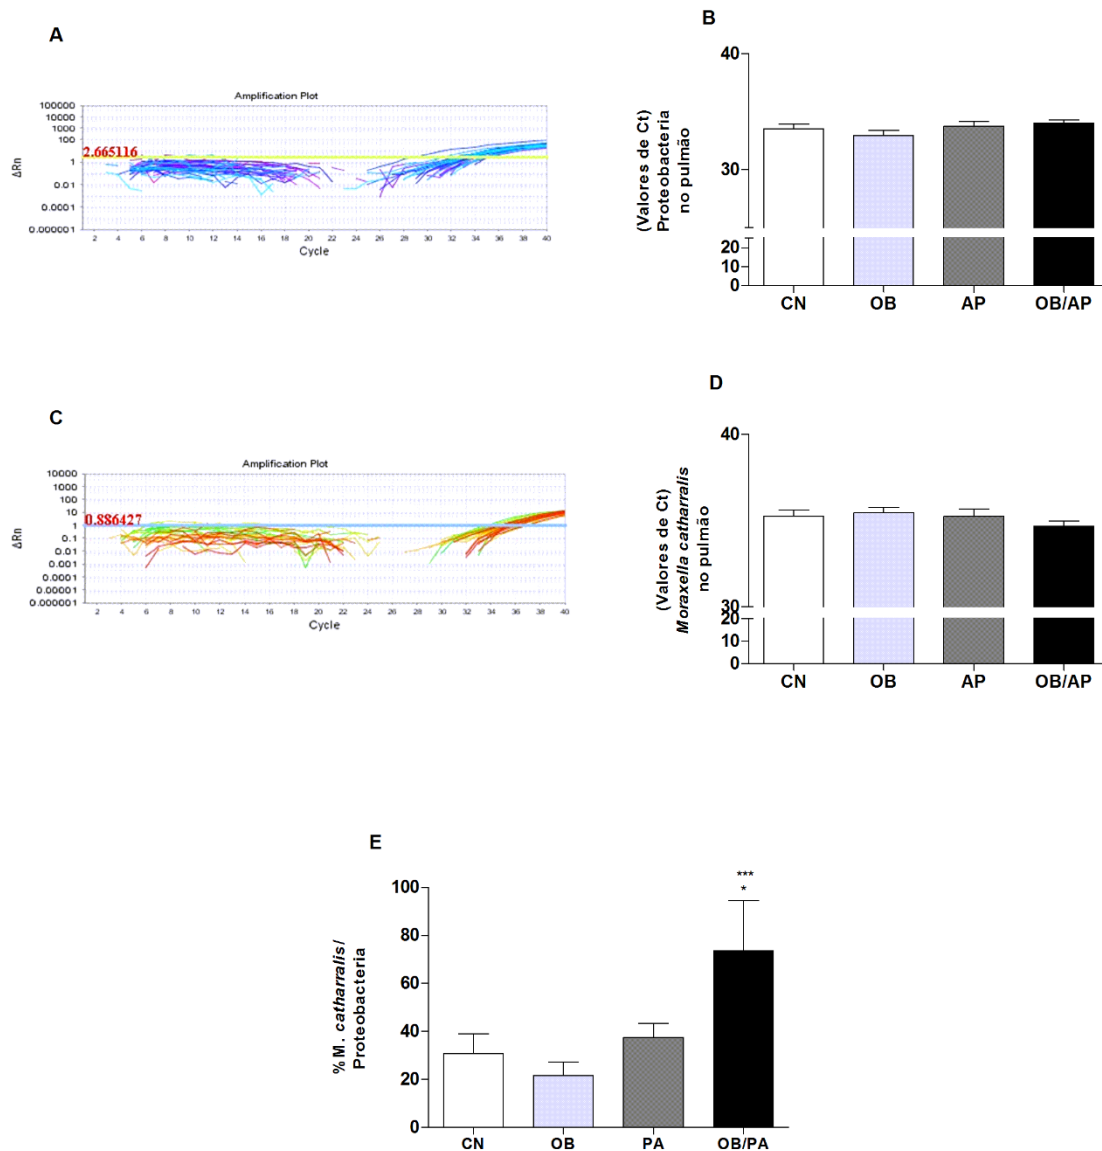 A
Amplification Plot
100000
10000
1000
100
2.665116
1
0.01
0.0001
0.000001
ΔRn
2 4 6 8 10 12 14 16 18 20 22 24 26 28 30 32 34 36 38 40
Cycle
B
(Valores de Ct)
Proteobacteria
no pulmão
40
30
20
10
0
CN OB AP OB/AP
C
Amplification Plot
10000
1000
100
10
1
0.886427
0.1
0.01
0.001
0.0001
0.00001
0.000001
ΔRn
2 4 6 8 10 12 14 16 18 20 22 24 26 28 30 32 34 36 38 40
Cycle
D
(Valores de Ct)
Moraxella catharralis
no pulmão
40
30
20
10
0
CN OB AP OB/AP
E
%M. catharralis/
Proteobacteria
100
80
60
40
20
0
***
*
CN OB PA OB/PA